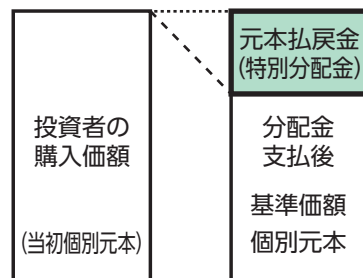 投資者の
購入価額
(当初個別元本)
元本払戻金
(特別分配金)
分配金
支払後
基準価額
個別元本